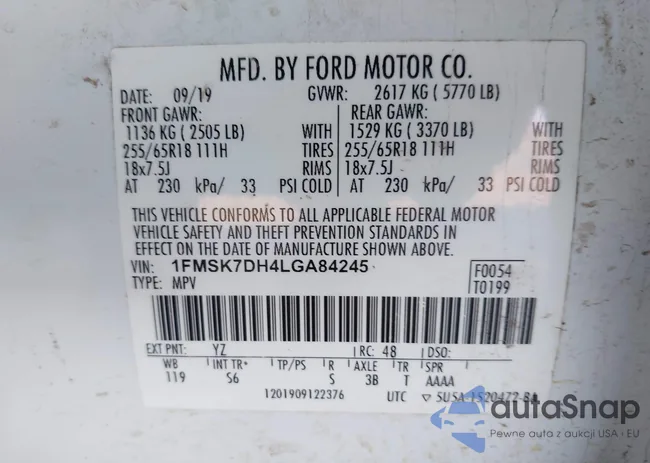 MFD. BY FORD MOTOR CO.
DATE: 09/19 GVWR: 2617 KG ( 5770 LB)
FRONT GAWR: REAR GAWR:
1136 KG ( 2505 LB) WITH 1529 KG ( 3370 LB) WITH
255/65R18 111H TIRES 255/65R18 111H TIRES
18x7.5J RIMS 18x7.5J RIMS
AT 230 kPa/ 33 PSI COLD AT 230 kPa/ 33 PSI COLD
THIS VEHICLE CONFORMS TO ALL APPLICABLE FEDERAL MOTOR
VEHICLE SAFETY AND THEFT PREVENTION STANDARDS IN
EFFECT ON THE DATE OF MANUFACTURE SHOWN ABOVE.
VIN: 1FMSK7DH4LGA84245 F0054
TYPE: MPV T0199
EXT PNT: YZ RC: 48 DSO:
WB INT TR* TP/PS R AXLE TR SPR
119 S6 S 3B T AAAA
1201909122376 UTC ▽ 5U5A-1520472-BA
autoSnap
Pewne auta z aukcji USA i EU